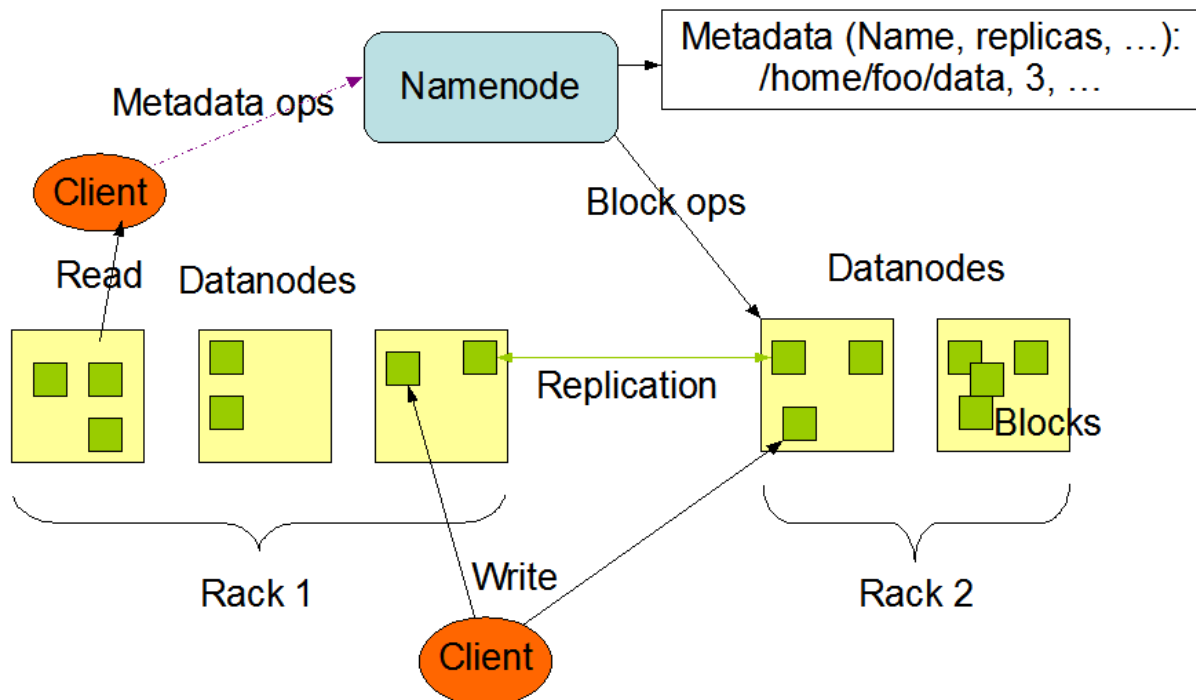 Metadata (Name, replicas, …):
/home/foo/data, 3, …
Namenode
Metadata ops
Client
Block ops
Read
Datanodes
Datanodes
Replication
Blocks
Rack 1
Write
Rack 2
Client